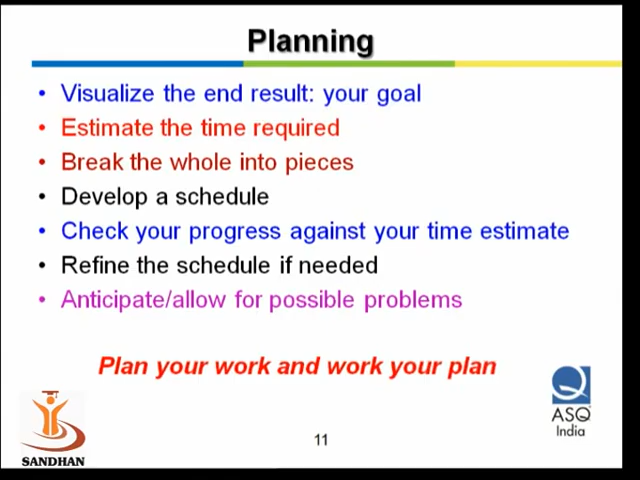 Planning
• Visualize the end result: your goal
• Estimate the time required
• Break the whole into pieces
• Develop a schedule
• Check your progress against your time estimate
• Refine the schedule if needed
• Anticipate/allow for possible problems
Plan your work and work your plan
SANDHAN
11
ASQ
India